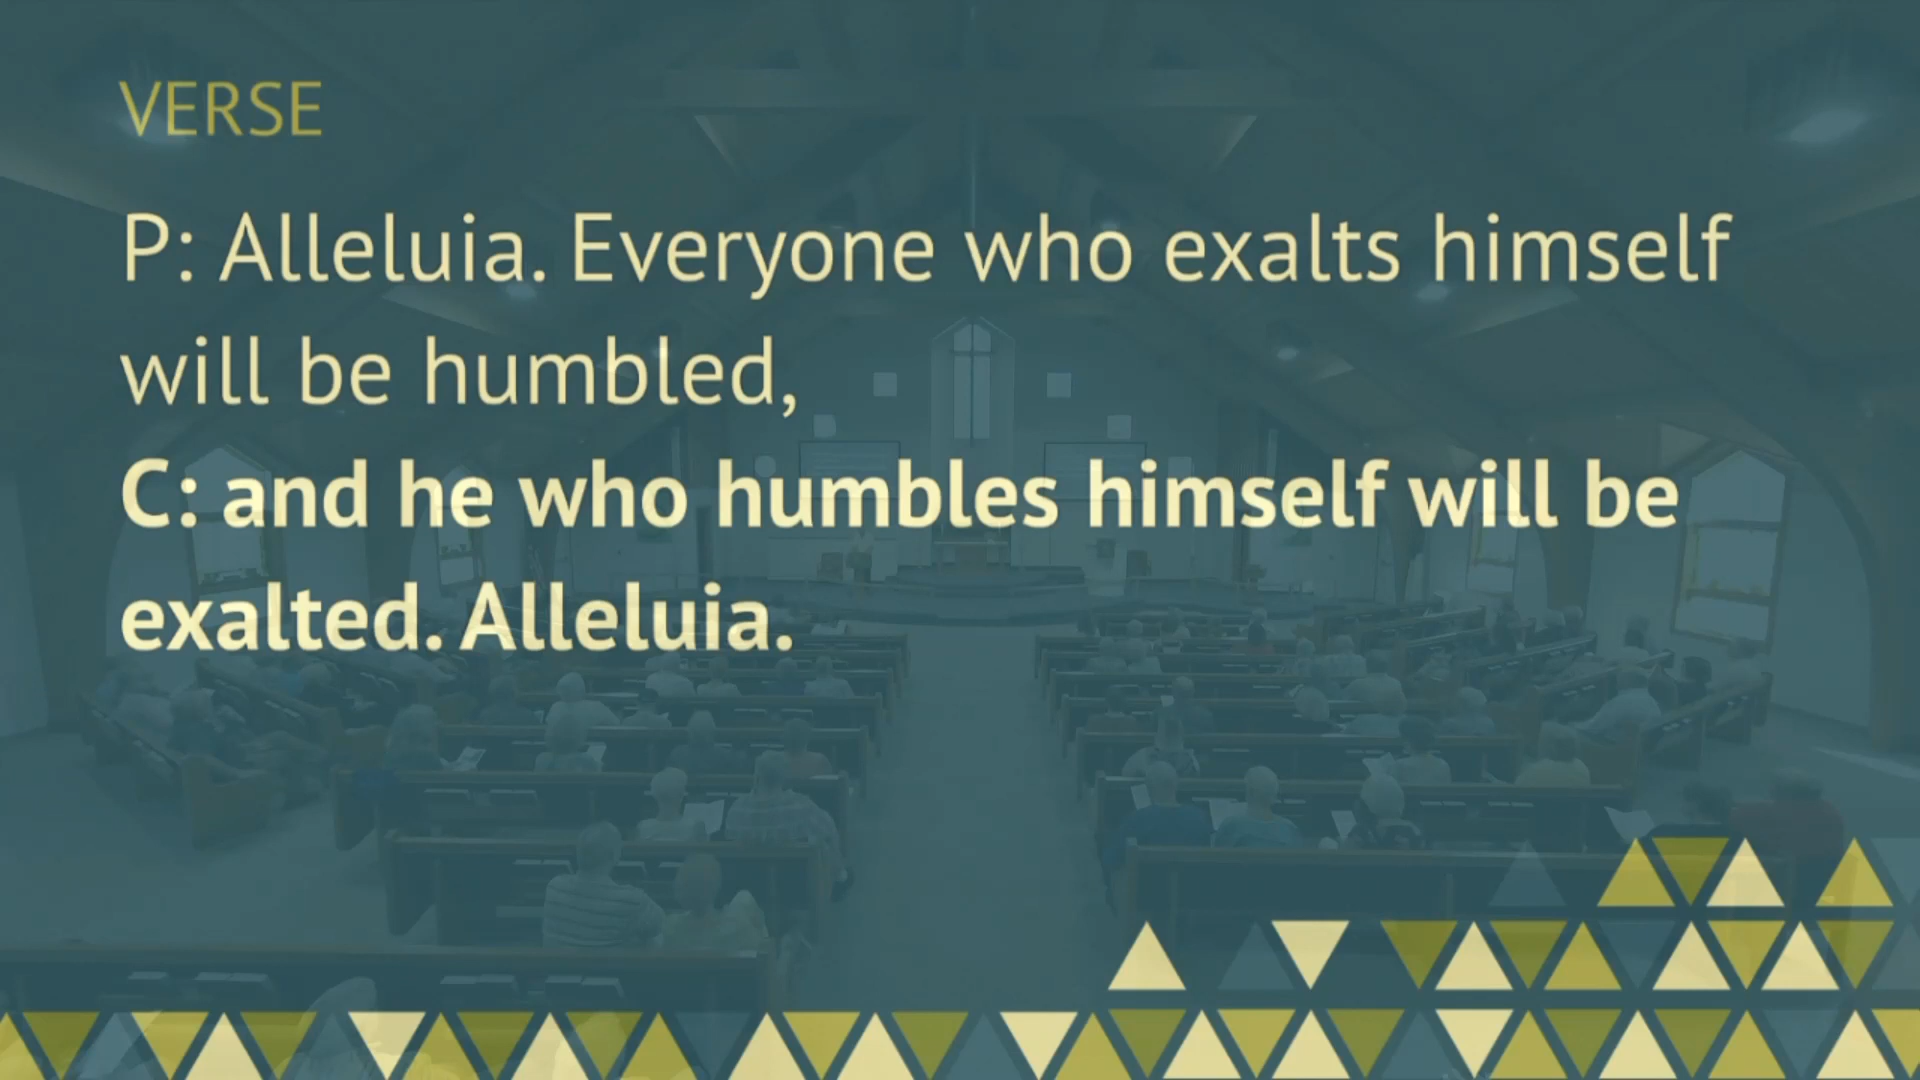 VERSE
P: Alleluia. Everyone who exalts himself
will be humbled,
C: and he who humbles himself will be
exalted. Alleluia.